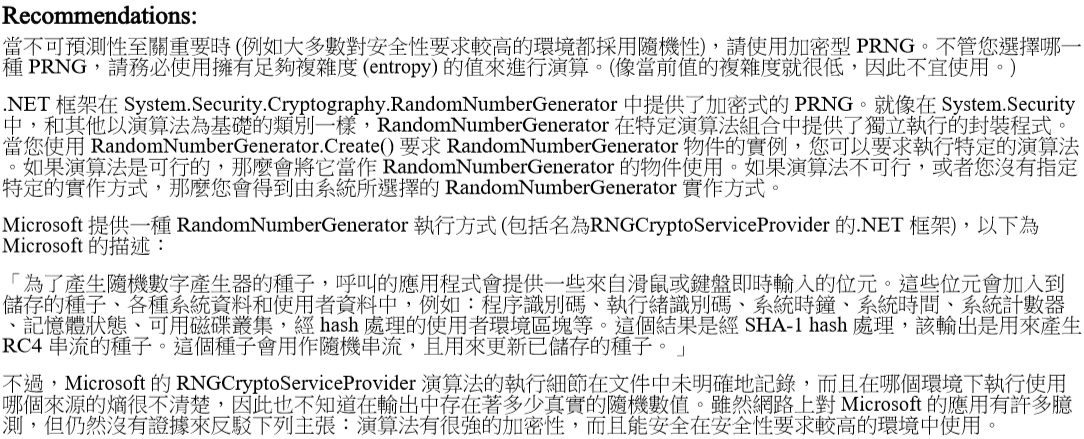 Recommendations:
當不可預測性至關重要時 (例如大多數對安全性要求較高的環境都採用隨機性)，請使用加密型 PRNG。不管您選擇哪一
種 PRNG，請務必使用擁有足夠複雜度 (entropy) 的值來進行演算。(像當前值的複雜度就很低，因此不宜使用。)
.NET 框架在 System.Security.Cryptography.RandomNumberGenerator 中提供了加密式的 PRNG。就像在 System.Security
中，和其他以演算法為基礎的類別一樣，RandomNumberGenerator 在特定演算法組合中提供了獨立執行的封裝程式。
當您使用 RandomNumberGenerator.Create() 要求 RandomNumberGenerator 物件的實例，您可以要求執行特定的演算法
。如果演算法是可行的，那麼會將它當作 RandomNumberGenerator 的物件使用。如果演算法不可行，或者您沒有指定
特定的實作方式，那麼您會得到由系統所選擇的 RandomNumberGenerator 實作方式。
Microsoft 提供一種 RandomNumberGenerator 執行方式 (包括名為RNGCryptoServiceProvider 的.NET 框架)，以下為
Microsoft 的描述：
「為了產生隨機數字產生器的種子，呼叫的應用程式會提供一些來自滑鼠或鍵盤即時輸入的位元。這些位元會加入到
儲存的種子、各種系統資料和使用者資料中，例如：程序識別碼、執行緒識別碼、系統時鐘、系統時間、系統計數器
、記憶體狀態、可用磁碟叢集，經 hash 處理的使用者環境區塊等。這個結果是經 SHA-1 hash 處理，該輸出是用來產生
RC4 串流的種子。這個種子會用作隨機串流，且用來更新已儲存的種子。」
不過，Microsoft 的 RNGCryptoServiceProvider 演算法的執行細節在文件中未明確地記錄，而且在哪個環境下執行使用
哪個來源的熵很不清楚，因此也不知道在輸出中存在著多少真實的隨機數值。雖然網路上對 Microsoft 的應用有許多臆
測，但仍然沒有證據來反駁下列主張：演算法有很強的加密性，而且能安全在安全性要求較高的環境中使用。